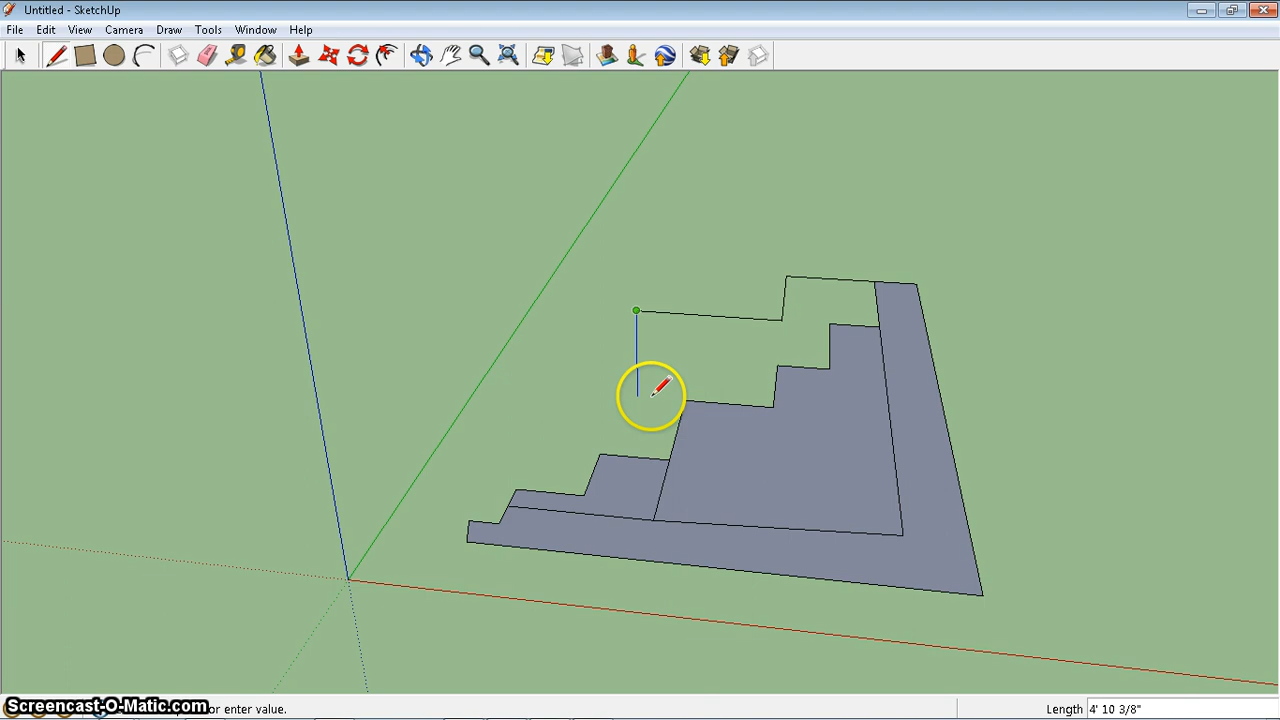 Untitled - SketchUp
File Edit View Camera Draw Tools Window Help
Screencast-O-Matic.com or enter value. Length 4' 10 3/8"